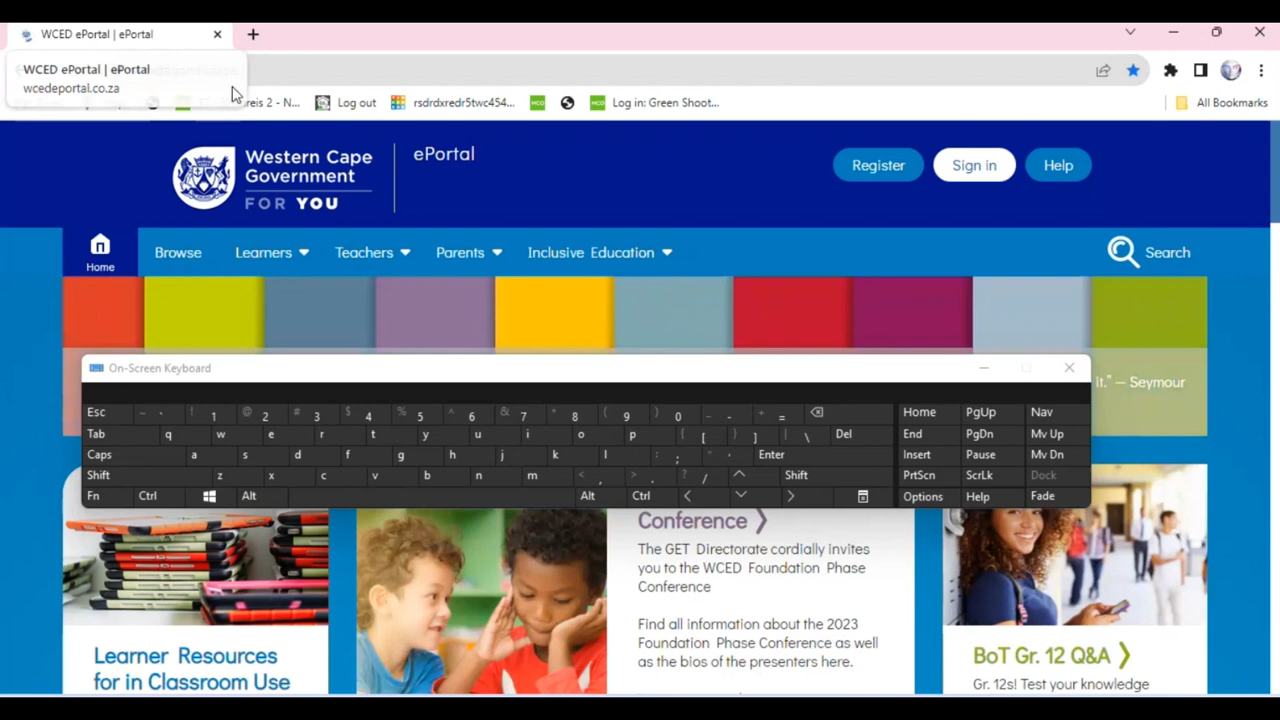 WCED ePortal | ePortal
WCED ePortal | ePortal
wcedeportal.co.za
reis 2 - N...
Log out
rsdrdxredr5twc454...
HCO
HCO
Log in: Green Shoot...
All Bookmarks
Western Cape
Government
FOR YOU
ePortal
Register
Sign in
Help
Home
Browse
Learners
Teachers
Parents
Inclusive Education
Search
it." — Seymour
On-Screen Keyboard
Esc ~ ` ! 1 @ 2 # 3 $ 4 % 5 ^ 6 & 7 * 8 ( 9 ) 0 _ - + = Home PgUp Nav
Tab q w e r t y u i o p { [ } ] | \ Del End PgDn Mv Up
Caps a s d f g h j k l : ; " ' Enter Insert Pause Mv Dn
Shift z x c v b n m < , > . ? / Shift PrtScn ScrLk Dock
Fn Ctrl Alt Alt Ctrl Options Help Fade
Learner Resources
for in Classroom Use
Conference
The GET Directorate cordially invites
you to the WCED Foundation Phase
Conference
Find all information about the 2023
Foundation Phase Conference as well
as the bios of the presenters here.
BoT Gr. 12 Q&A
Gr. 12s! Test your knowledge